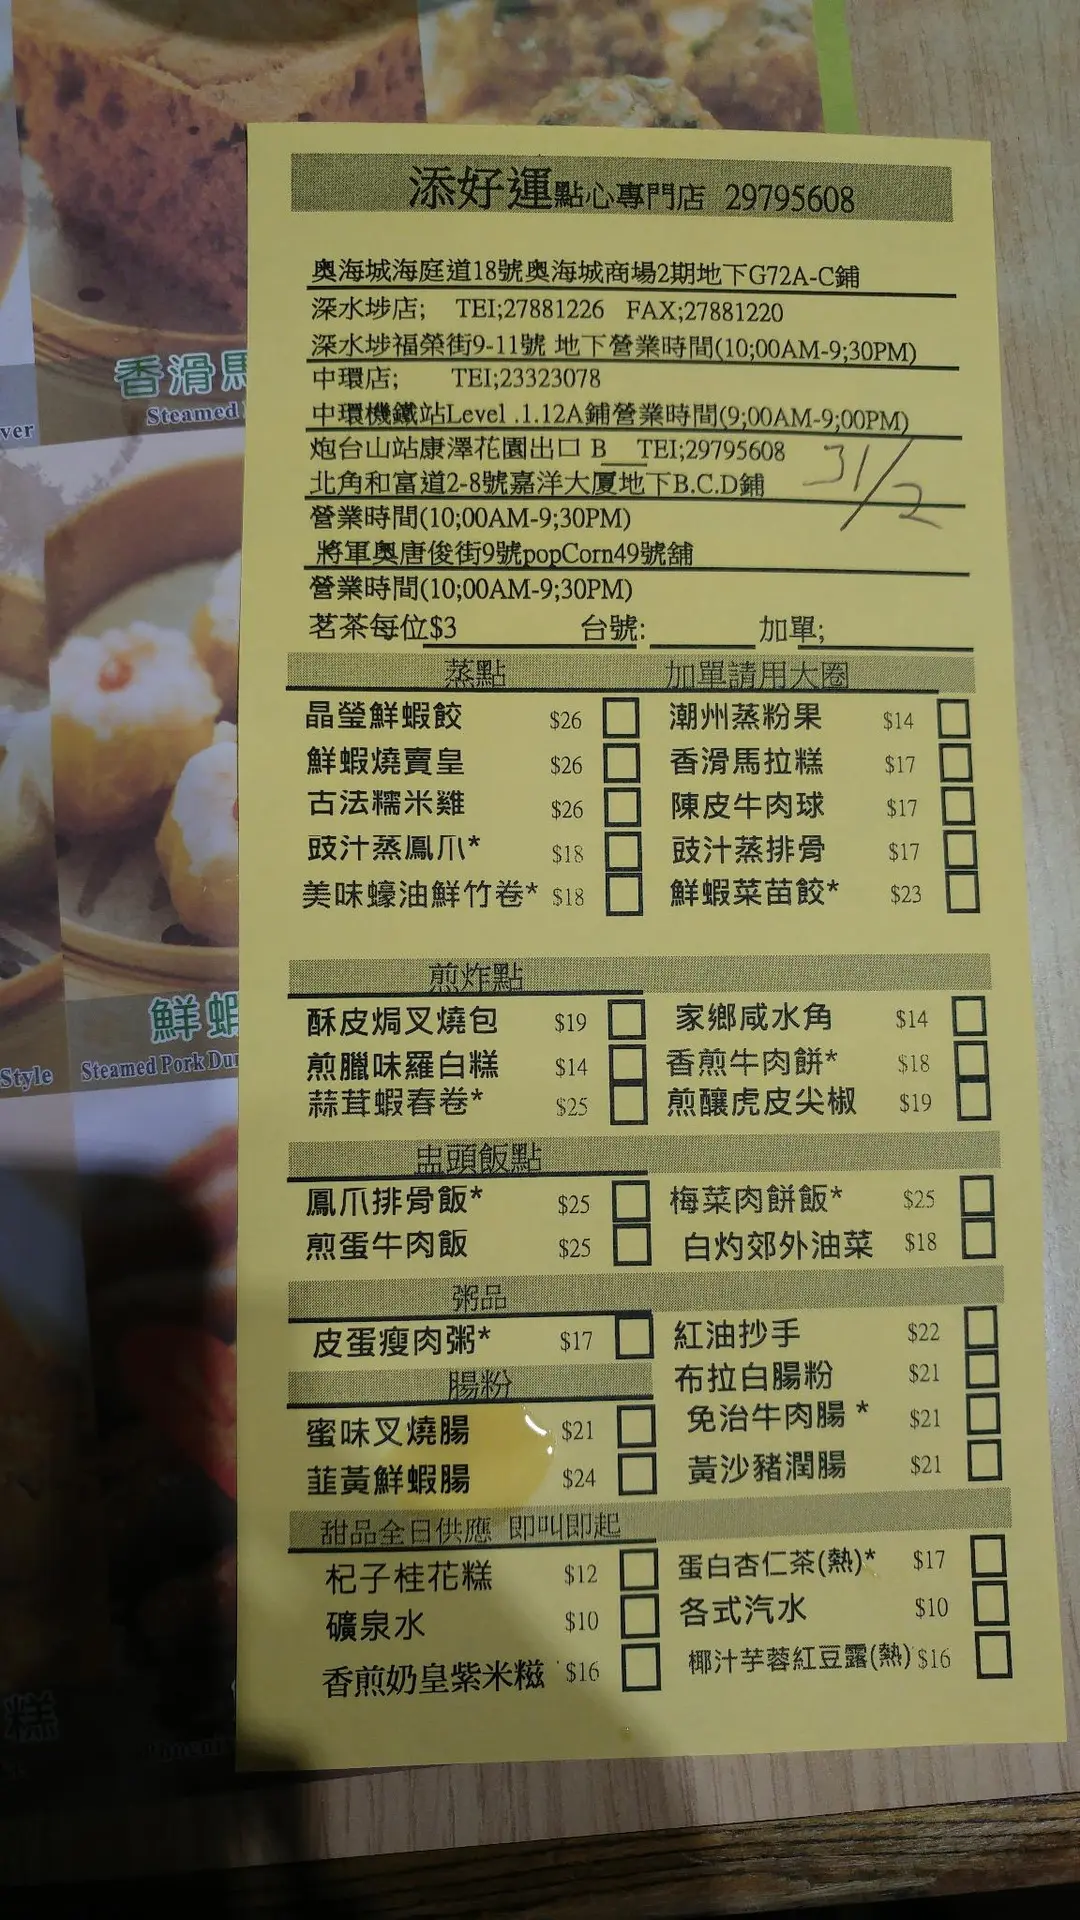 添好運點心專門店 29795608
奧海城海庭道18號奧海城商場2期地下G72A-C鋪
深水埗店; TEI;27881226 FAX;27881220
深水埗福榮街9-11號 地下營業時間(10;00AM-9;30PM)
中環店; TEI;23323078
中環機鐵站Level .1.12A鋪營業時間(9;00AM-9;00PM)
炮台山站康澤花園出口 B TEI;29795608
31/2
北角和富道2-8號嘉洋大厦地下B.C.D鋪
營業時間(10;00AM-9;30PM)
將軍奧唐俊街9號popCorn49號舖
營業時間(10;00AM-9;30PM)
茗茶每位$3 台號: 加單;
蒸點 加單請用大圈
晶瑩鮮蝦餃 $26 潮州蒸粉果 $14
鮮蝦燒賣皇 $26 香滑馬拉糕 $17
古法糯米雞 $26 陳皮牛肉球 $17
豉汁蒸鳳爪* $18 豉汁蒸排骨 $17
美味蠔油鮮竹卷* $18 鮮蝦菜苗餃* $23
煎炸點
酥皮焗叉燒包 $19 家鄉咸水角 $14
煎臘味羅白糕 $14 香煎牛肉餅* $18
蒜茸蝦春卷* $25 煎釀虎皮尖椒 $19
盅頭飯點
鳳爪排骨飯* $25 梅菜肉餅飯* $25
煎蛋牛肉飯 $25 白灼郊外油菜 $18
粥品
皮蛋瘦肉粥* $17 紅油抄手 $22
腸粉 布拉白腸粉 $21
蜜味叉燒腸 $21 免治牛肉腸 * $21
韮黃鮮蝦腸 $24 黃沙豬潤腸 $21
甜品全日供應 即叫即起
杞子桂花糕 $12 蛋白杏仁茶(熱)* $17
礦泉水 $10 各式汽水 $10
香煎奶皇紫米糍 $16 椰汁芋蓉紅豆露(熱) $16
香滑馬
Steamed
ver
鮮蝦
Steamed Pork Dum
Style
糕